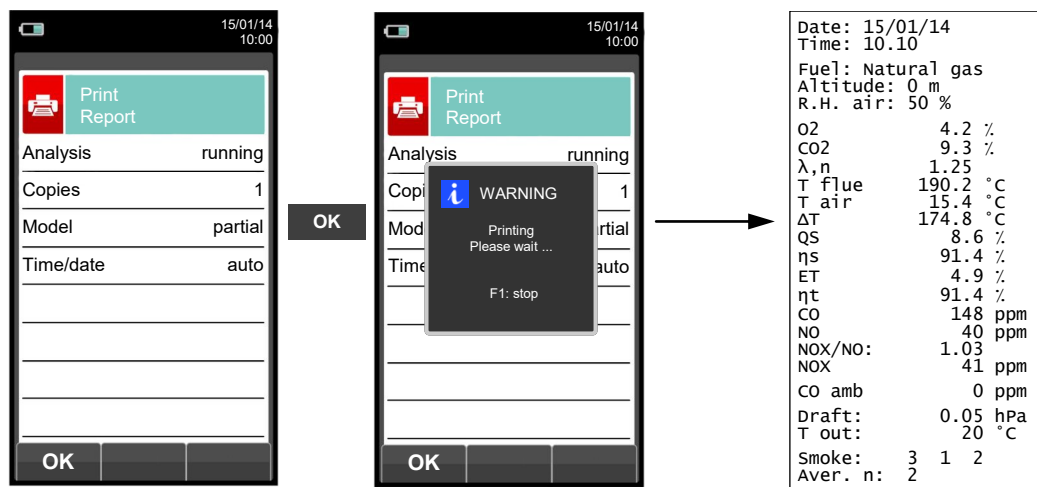 15/01/14
10:00
Print
Report
Analysis running
Copies 1
Model partial
Time/date auto
OK
OK
15/01/14
10:00
Print
Report
Analysis running
Copi 1
Mod rtial
Time auto
i WARNING
Printing
Please wait ...
F1: stop
OK
Date: 15/01/14
Time: 10.10
Fuel: Natural gas
Altitude: 0 m
R.H. air: 50 %
O2 4.2 %
CO2 9.3 %
λ,n 1.25
T flue 190.2 °C
T air 15.4 °C
ΔT 174.8 °C
QS 8.6 %
ηs 91.4 %
ET 4.9 %
ηt 91.4 %
CO 148 ppm
NO 40 ppm
NOX/NO: 1.03
NOX 41 ppm
CO amb 0 ppm
Draft: 0.05 hPa
T out: 20 °C
Smoke: 3 1 2
Aver. n: 2